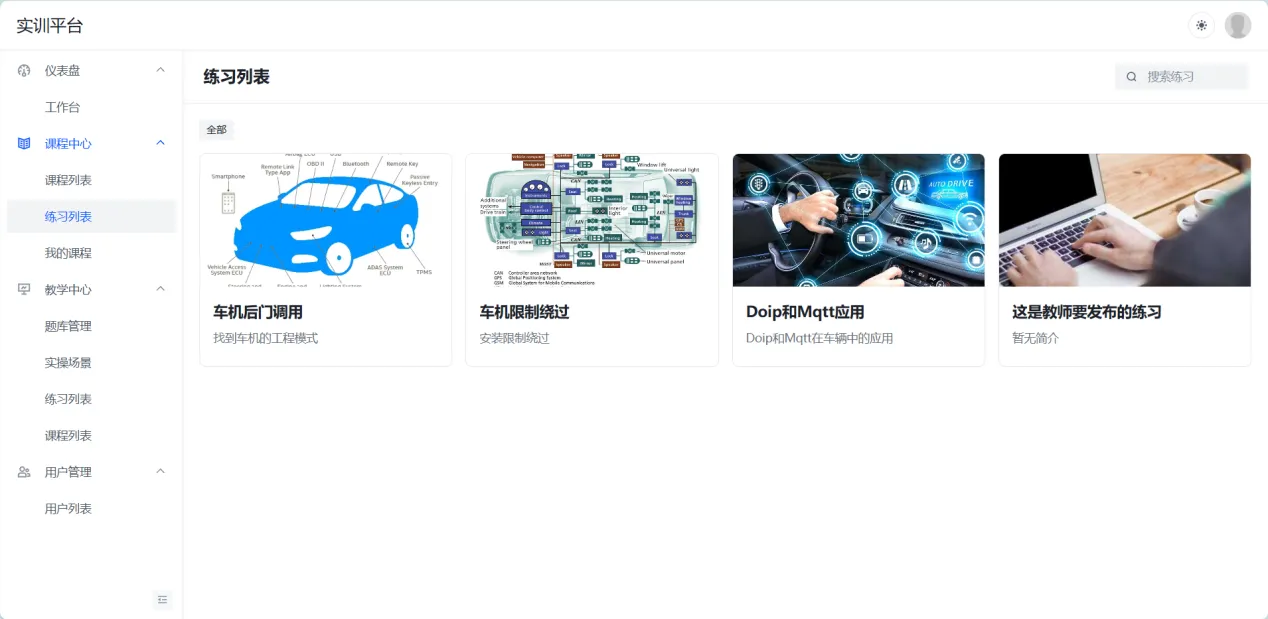 实训平台
仪表盘
工作台
课程中心
课程列表
练习列表
我的课程
教学中心
题库管理
实操场景
练习列表
课程列表
用户管理
用户列表
练习列表
搜索练习
全部
Remote Link
Type App
OBD II
Bluetooth
Remote Key
Smartphone
Passive
Keyless Entry
Vehicle Access
System ECU
ADAS System
ECU
TPMS
车机后门调用
找到车机的工程模式
Window lift
Universal light
Additional
systems
Drive train
Interior
light
Steering wheel
panel
Universal motor
Universal panel
CAN Controller area network
GPS Global Positioning System
GSM Global System for Mobile Communications
车机限制绕过
安装限制绕过
AUTO DRIVE
Doip和Mqtt应用
Doip和Mqtt在车辆中的应用
这是教师要发布的练习
暂无简介